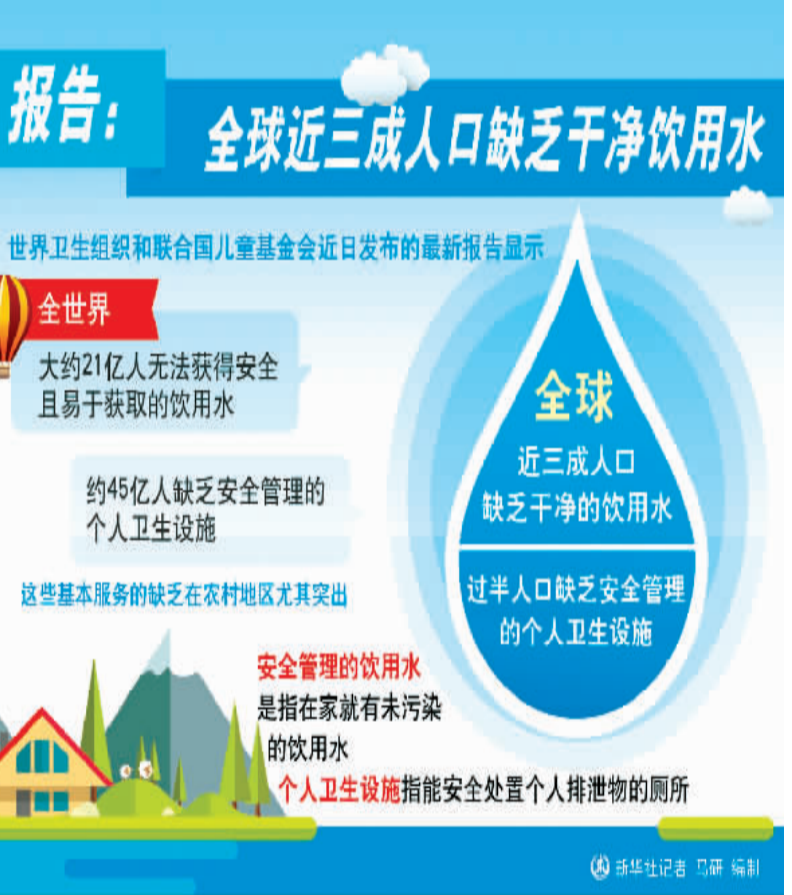 报告：
全球近三成人口缺乏干净饮用水
世界卫生组织和联合国儿童基金会近日发布的最新报告显示
全世界
大约21亿人无法获得安全
且易于获取的饮用水
约45亿人缺乏安全管理的
个人卫生设施
这些基本服务的缺乏在农村地区尤其突出
全球
近三成人口
缺乏干净的饮用水
过半人口缺乏安全管理
的个人卫生设施
安全管理的饮用水
是指在家就有未污染
的饮用水
个人卫生设施指能安全处置个人排泄物的厕所
新华社记者 马研 编制